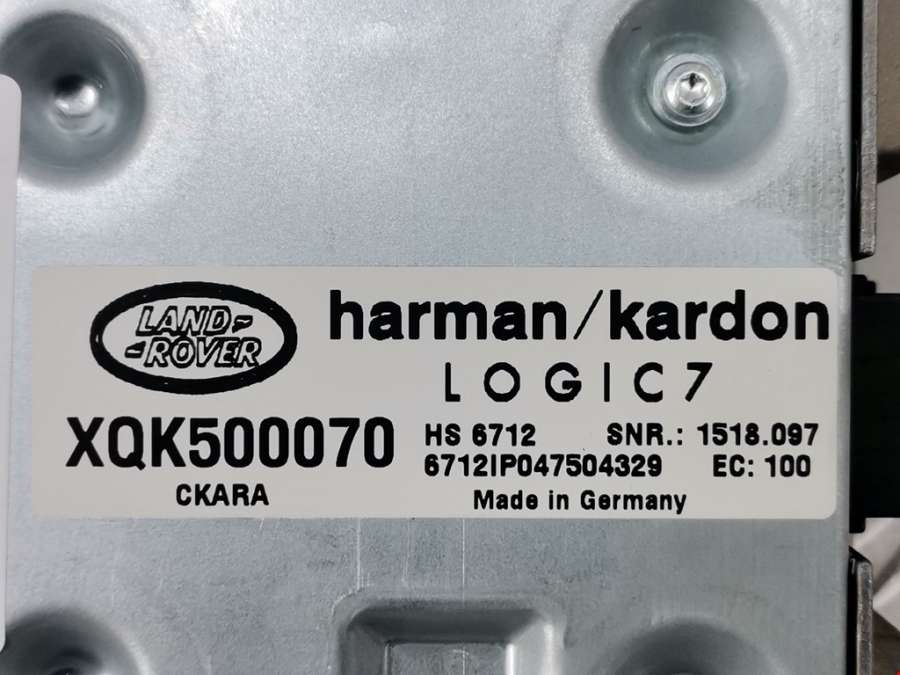 LAND-
-ROVER
harman/kardon
LOGIC7
XQK500070
CKARA
HS 6712 SNR.: 1518.097
6712IP047504329 EC: 100
Made in Germany